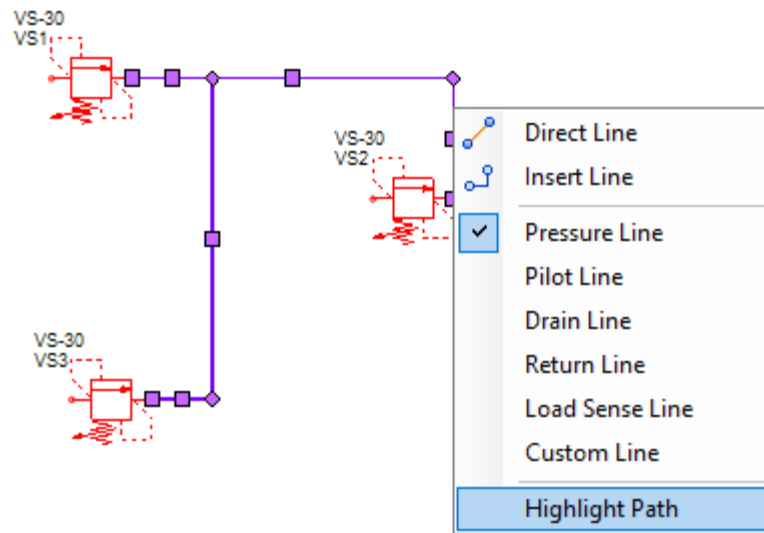 VS-30
VS1
VS-30
VS2
VS-30
VS3
Direct Line
Insert Line
Pressure Line
Pilot Line
Drain Line
Return Line
Load Sense Line
Custom Line
Highlight Path